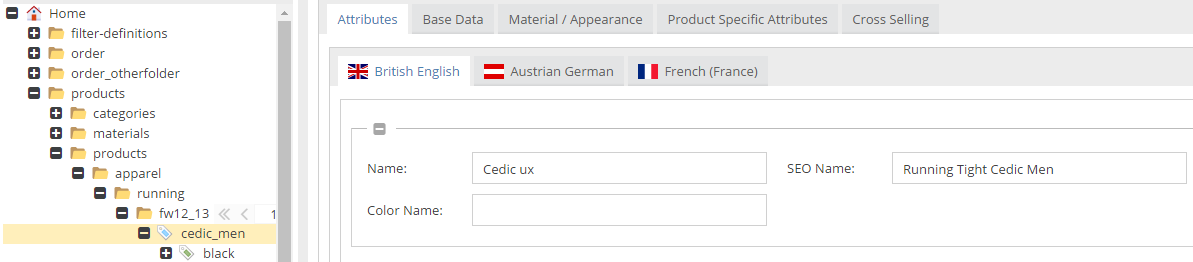 Home
filter-definitions
order
order_otherfolder
products
categories
materials
products
apparel
running
fw12_13 1
cedic_men
black
Attributes Base Data Material / Appearance Product Specific Attributes Cross Selling
British English Austrian German French (France)
Name: Cedic ux SEO Name: Running Tight Cedic Men
Color Name: